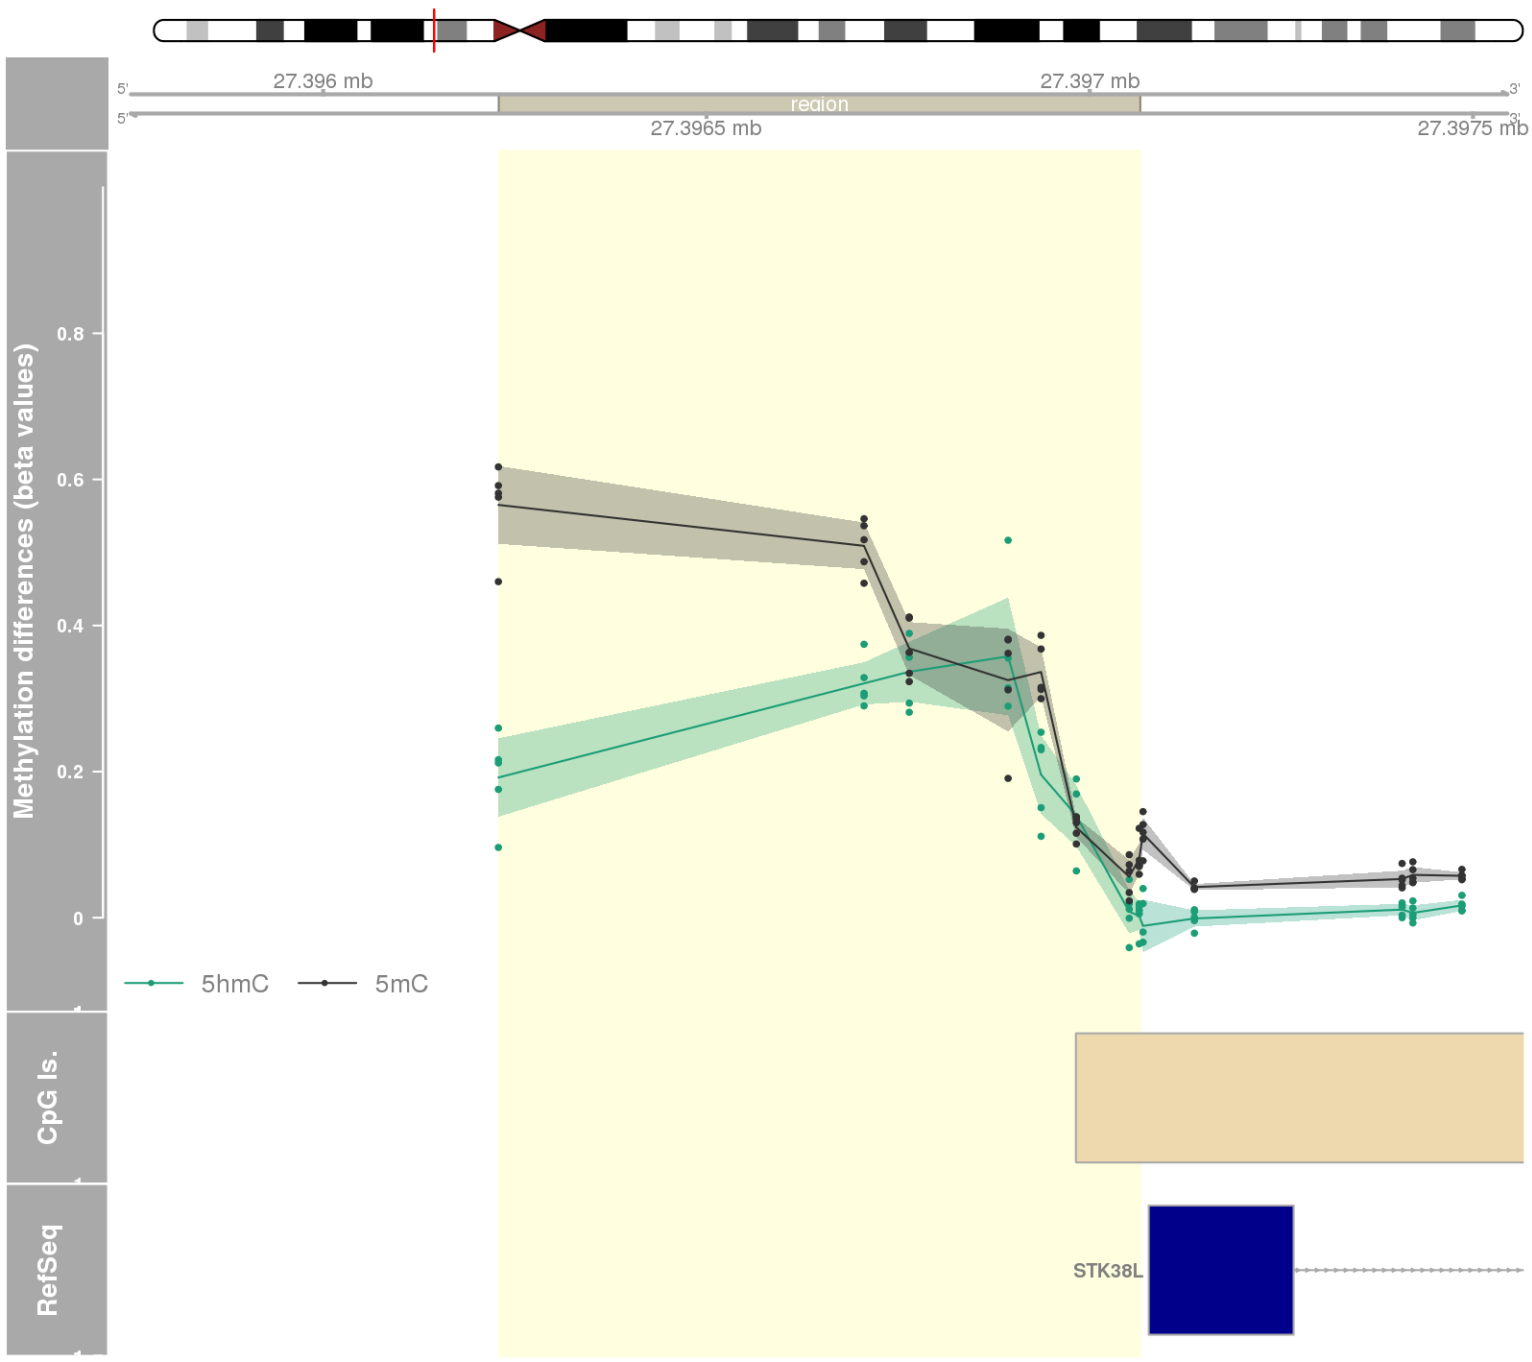 27.396 mb
27.397 mb
5'
3'
region
5'
3'
27.3965 mb
27.3975 mb
Methylation differences (beta values)
0.8
0.6
0.4
0.2
0
5hmC
5mC
CpG Is.
STK38L
RefSeq